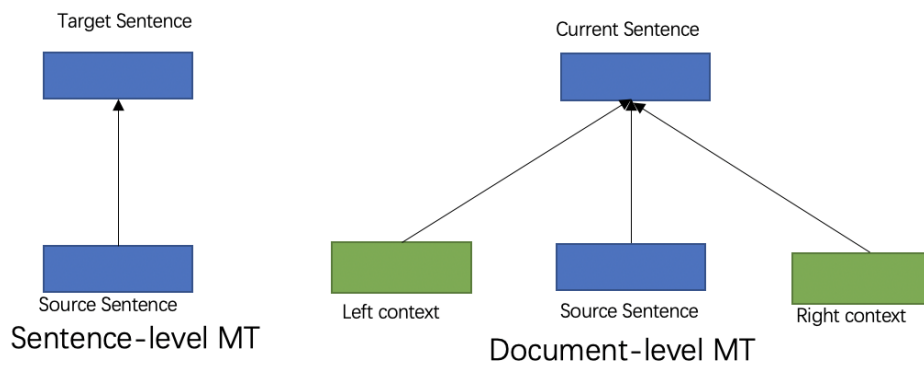 Target Sentence
Source Sentence
Sentence-level MT
Current Sentence
Left context
Source Sentence
Right context
Document-level MT